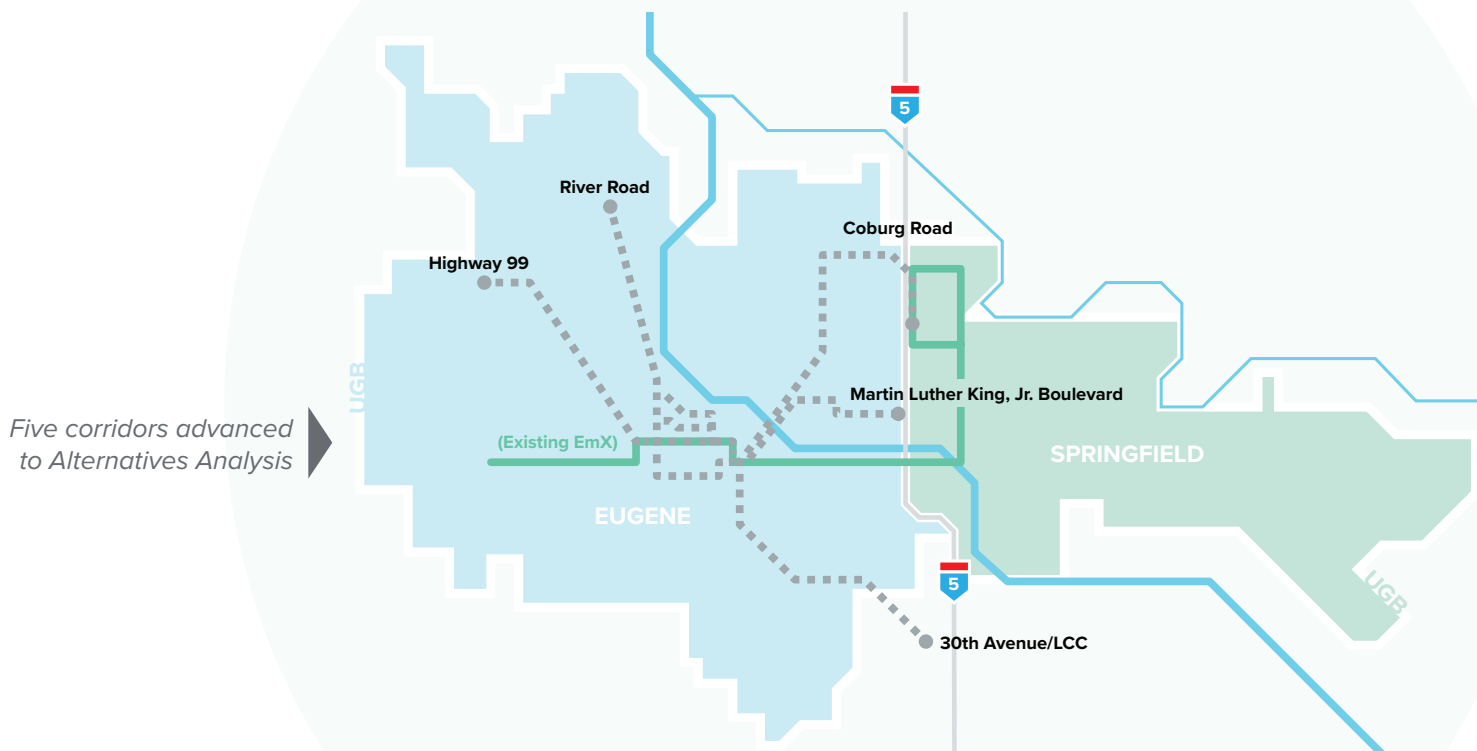 5
River Road
Coburg Road
Highway 99
UGB
Martin Luther King, Jr. Boulevard
Five corridors advanced
to Alternatives Analysis
(Existing EmX)
SPRINGFIELD
EUGENE
5
UGB
30th Avenue/LCC